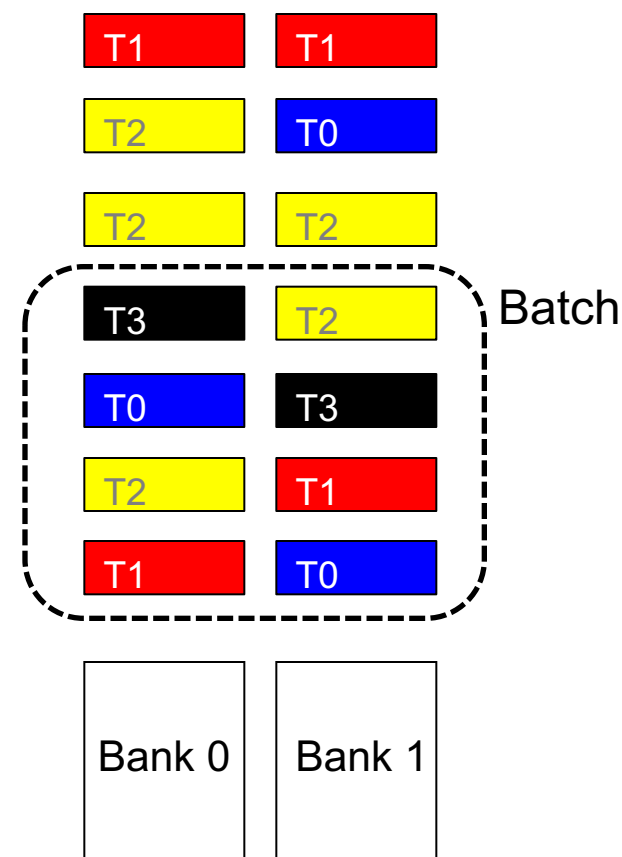 T1 T1
T2 T0
T2 T2
T3 T2 Batch
T0 T3
T2 T1
T1 T0
Bank 0 Bank 1